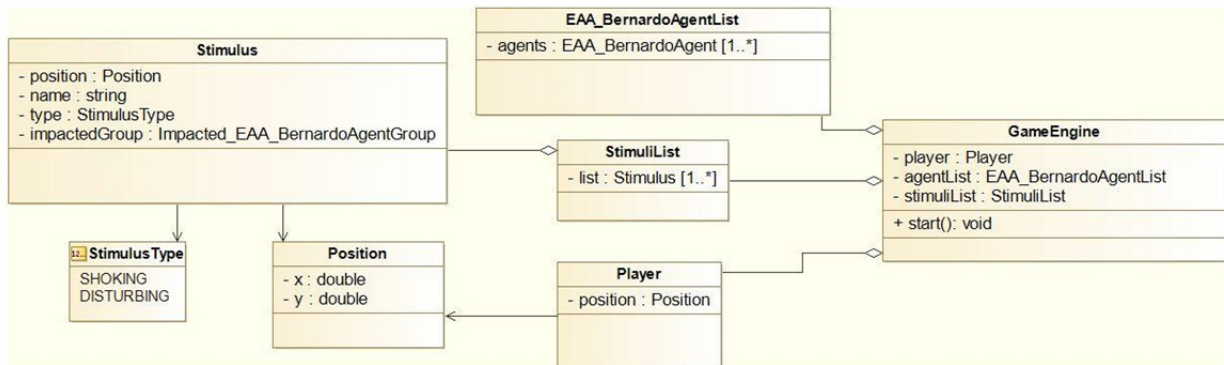 EAA_BernardoAgentList
- agents : EAA_BernardoAgent [1..*]
Stimulus
- position : Position
- name : string
- type : StimulusType
- impactedGroup : Impacted_EAA_BernardoAgentGroup
StimuliList
- list : Stimulus [1..*]
GameEngine
- player : Player
- agentList : EAA_BernardoAgentList
- stimuliList : StimuliList
+ start(): void
12... StimulusType
SHOKING
DISTURBING
Position
- x : double
- y : double
Player
- position : Position